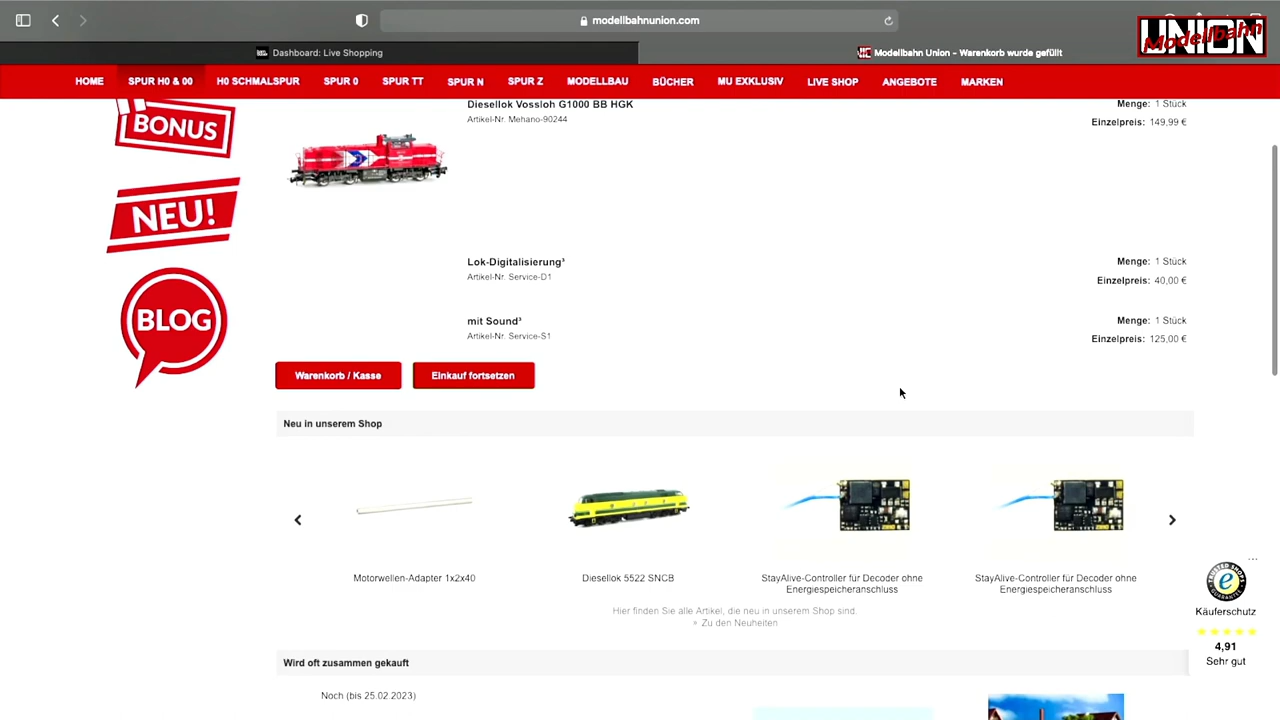 modellbahnunion.com
UNION
Modellbahn
Dashboard: Live Shopping
Modellbahn Union - Warenkorb wurde gefüllt
HOME
SPUR H0 & 00
H0 SCHMALSPUR
SPUR 0
SPUR TT
SPUR N
SPUR Z
MODELLBAU
BÜCHER
MU EXKLUSIV
LIVE SHOP
ANGEBOTE
MARKEN
BONUS
NEU!
BLOG
Diesellok Vossloh G1000 BB HGK
Artikel-Nr. Mehano-90244
Menge: 1 Stück
Einzelpreis: 149,99 €
Lok-Digitalisierung³
Artikel-Nr. Service-D1
Menge: 1 Stück
Einzelpreis: 40,00 €
mit Sound³
Artikel-Nr. Service-S1
Menge: 1 Stück
Einzelpreis: 125,00 €
Warenkorb / Kasse
Einkauf fortsetzen
Neu in unserem Shop
Motorwellen-Adapter 1x2x40
Diesellok 5522 SNCB
StayAlive-Controller für Decoder ohne
Energiespeicheranschluss
StayAlive-Controller für Decoder ohne
Energiespeicheranschluss
Hier finden Sie alle Artikel, die neu in unserem Shop sind.
» Zu den Neuheiten
Wird oft zusammen gekauft
Noch (bis 25.02.2023)
TRUSTED SHOPS
GUARANTEE
Käuferschutz
4,91
Sehr gut